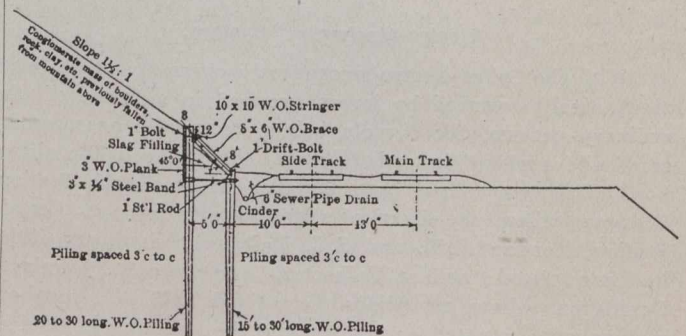 Slope 1½: 1
Conglomerate mass of boulders,
rock, clay, etc. previously fallen
from mountain above
8"
12"
10" x 10" W.O.Stringer
1" Bolt
8" x 6" W.O.Brace
Slag Filling
8"
1" Drift-Bolt
45°0'
Side Track
Main Track
3" W.O.Plank
3" x ½" Steel Band
6" Sewer Pipe Drain
1" St'l Rod
Cinder
5'0"
10'0"
13'0"
Piling spaced 3' c to c
Piling spaced 3' c to c
20 to 30 long. W.O.Piling
15' to 30' long. W.O.Piling